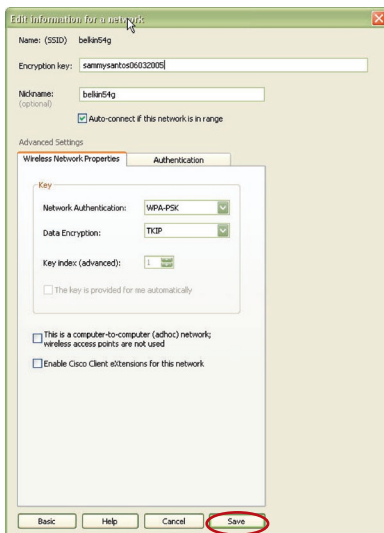 Edit information for a network
Name: (SSID) belkin54g
Encryption key: sammysantos06032005
Nickname: belkin54g
(optional)
Auto-connect if this network is in range
Advanced Settings
Wireless Network Properties Authentication
Key
Network Authentication: WPA-PSK
Data Encryption: TKIP
Key index (advanced): 1
The key is provided for me automatically
This is a computer-to-computer (adhoc) network;
wireless access points are not used
Enable Cisco Client eXtensions for this network
Basic Help Cancel Save